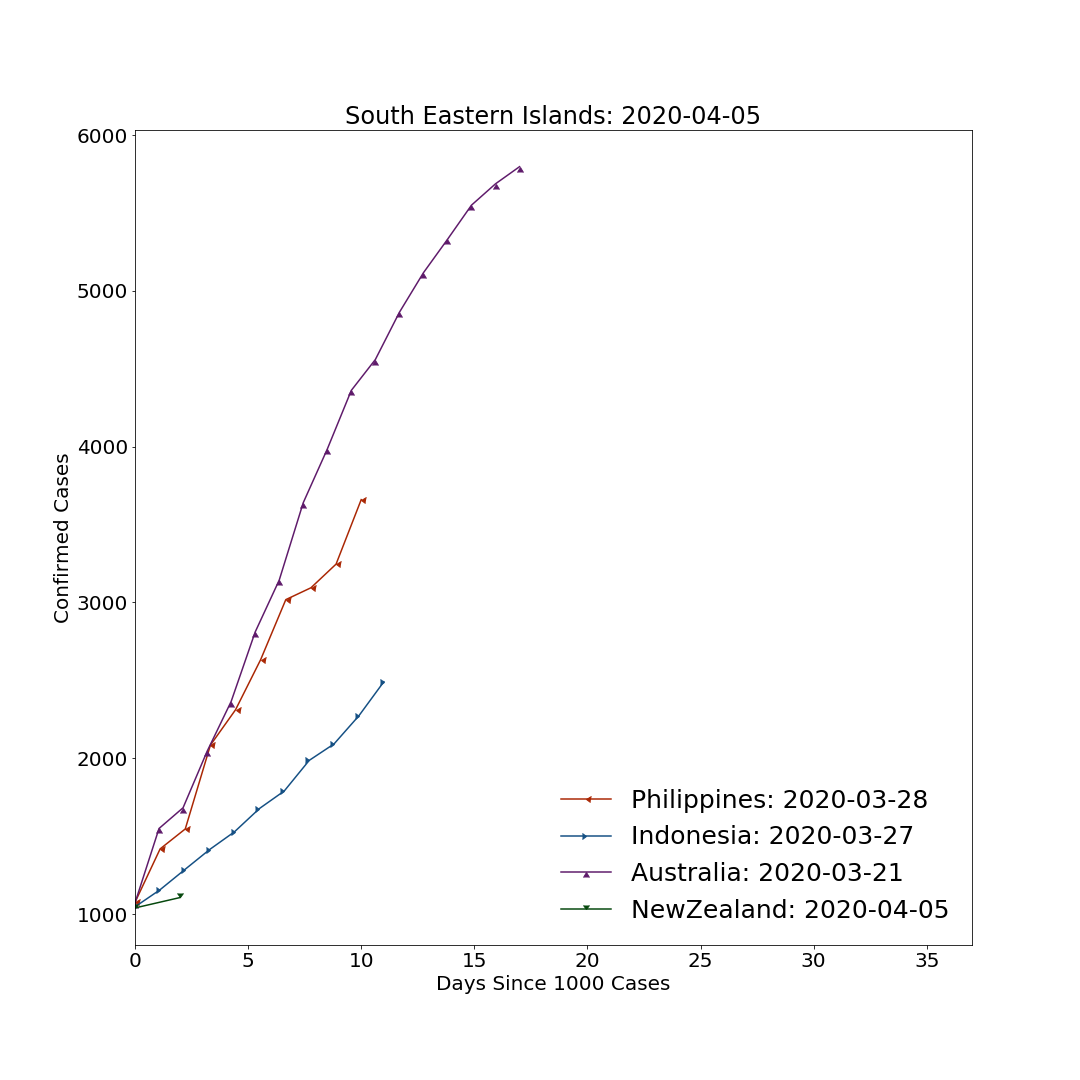 South Eastern Islands: 2020-04-05
6000
5000
4000
3000
2000
1000
Confirmed Cases
Philippines: 2020-03-28
Indonesia: 2020-03-27
Australia: 2020-03-21
NewZealand: 2020-04-05
0 5 10 15 20 25 30 35
Days Since 1000 Cases